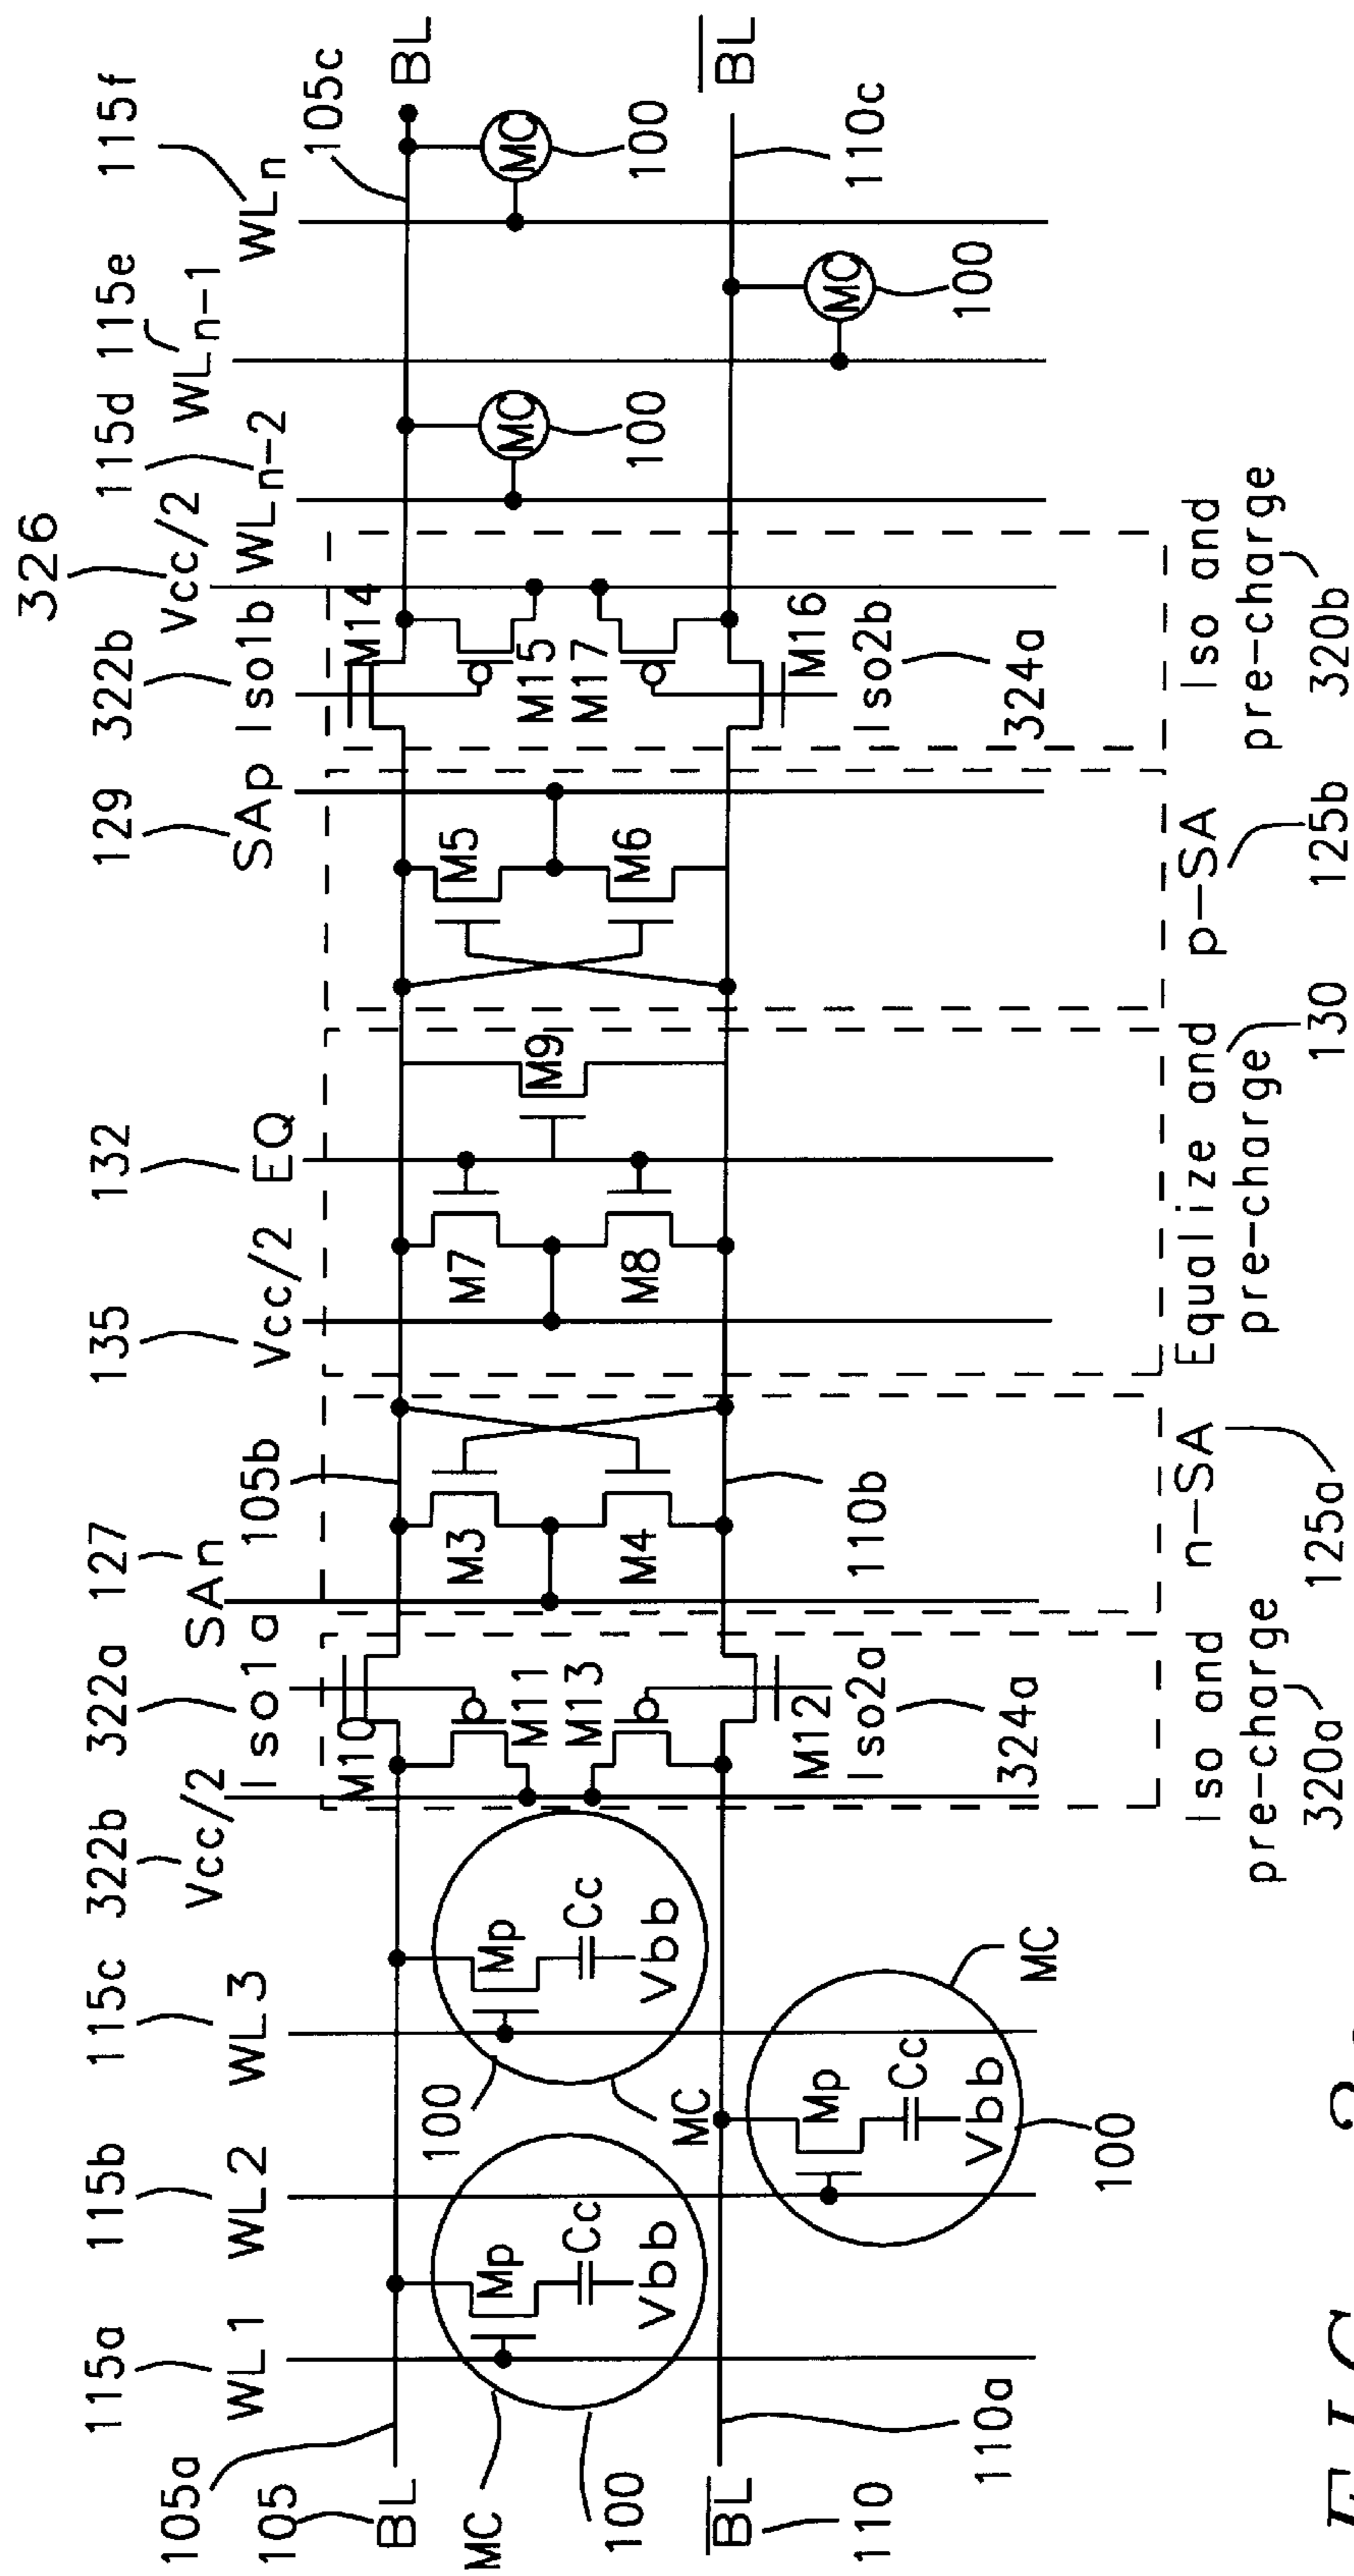 115a 115b 115c 322b 322a 127 135 132 129 322b 326 115d 115e 115f
WL1 WL2 WL3 Vcc/2 Iso1a SAn Vcc/2 EQ SAp Iso1b Vcc/2 WLn-2 WLn-1 WLn
105a 105b 105c
105
BL BL
M10 M14
Mp Mp M11 M3 M7 M9 M5 M15 MC MC
Cc Cc M13 M4 M8 M6 M17
Vbb Vbb
MC 100 100 MC 100 100
BL BL
110 110a 110b 110c
Mp M12 M16 MC
Cc Iso2a Iso2b
Vbb 324a 324a 100
100 MC
Iso and n-SA Equalize and p-SA Iso and
pre-charge pre-charge pre-charge
320a 125a 130 125b 320b